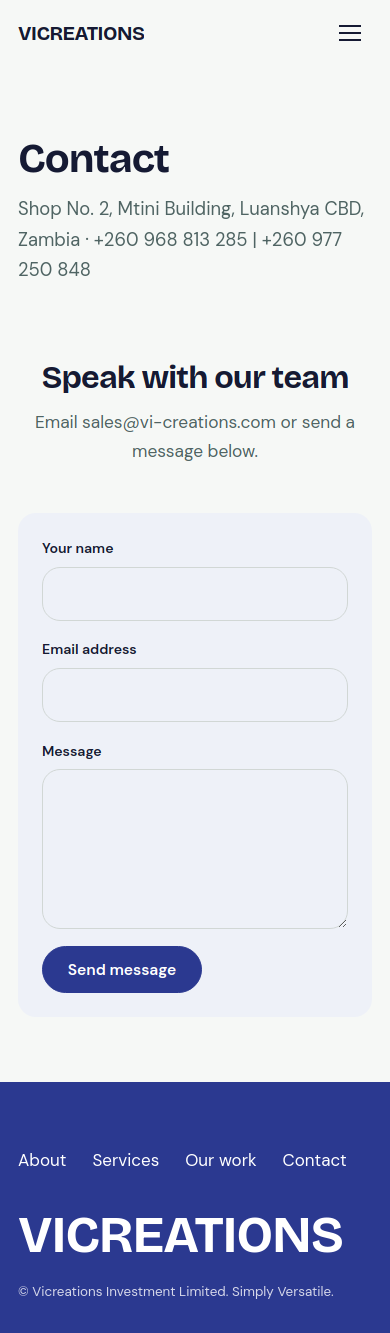 VICREATIONS
Contact
Shop No. 2, Mtini Building, Luanshya CBD,
Zambia · +260 968 813 285 | +260 977
250 848
Speak with our team
Email sales@vi-creations.com or send a
message below.
Your name
Email address
Message
Send message
About Services Our work Contact
VICREATIONS
© Vicreations Investment Limited. Simply Versatile.